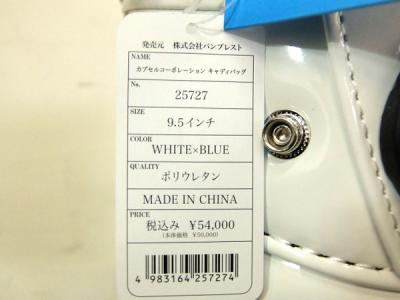 発売元 株式会社バンプレスト
NAME
カプセルコーポレーション キャディバッグ
No.
25727
SIZE
9.5インチ
COLOR
WHITE×BLUE
QUALITY
ポリウレタン
MADE IN CHINA
PRICE
税込み ¥54,000
(本体価格 ¥50,000)
4 983164 257274